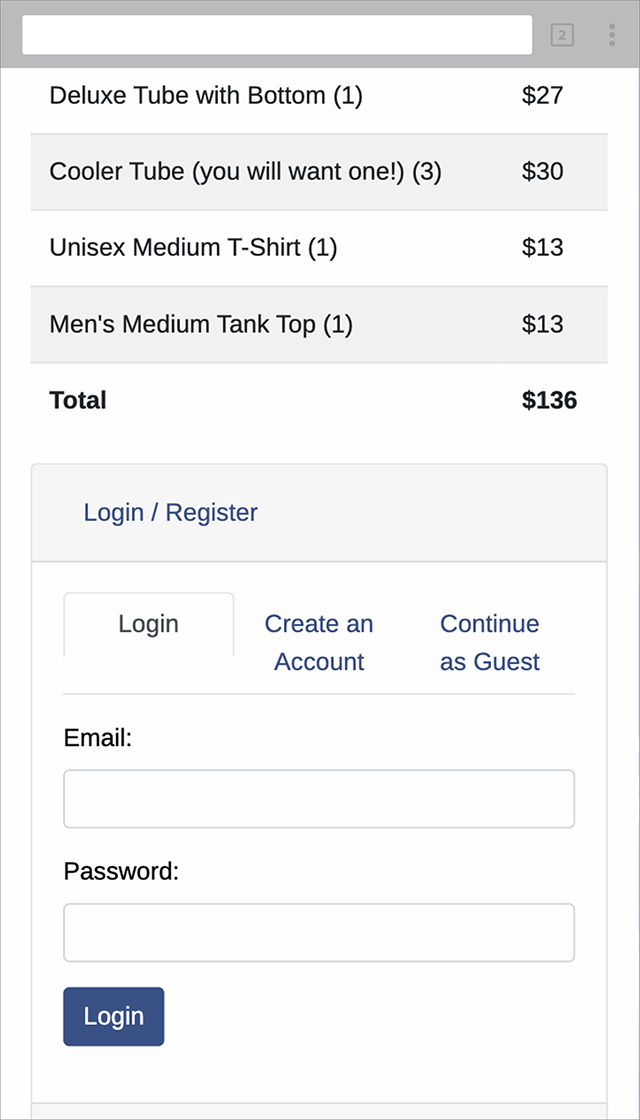 2
Deluxe Tube with Bottom (1) $27
Cooler Tube (you will want one!) (3) $30
Unisex Medium T-Shirt (1) $13
Men's Medium Tank Top (1) $13
Total $136
Login / Register
Login
Create an
Account
Continue
as Guest
Email:
Password:
Login